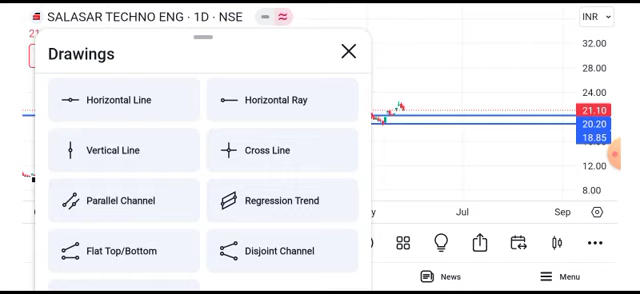 SALASAR TECHNO ENG · 1D · NSE
INR
21
Drawings
Horizontal Line
Horizontal Ray
Vertical Line
Cross Line
Parallel Channel
Regression Trend
Flat Top/Bottom
Disjoint Channel
32.00
28.00
24.00
21.10
20.20
18.85
12.00
8.00
Jul
Sep
News
Menu